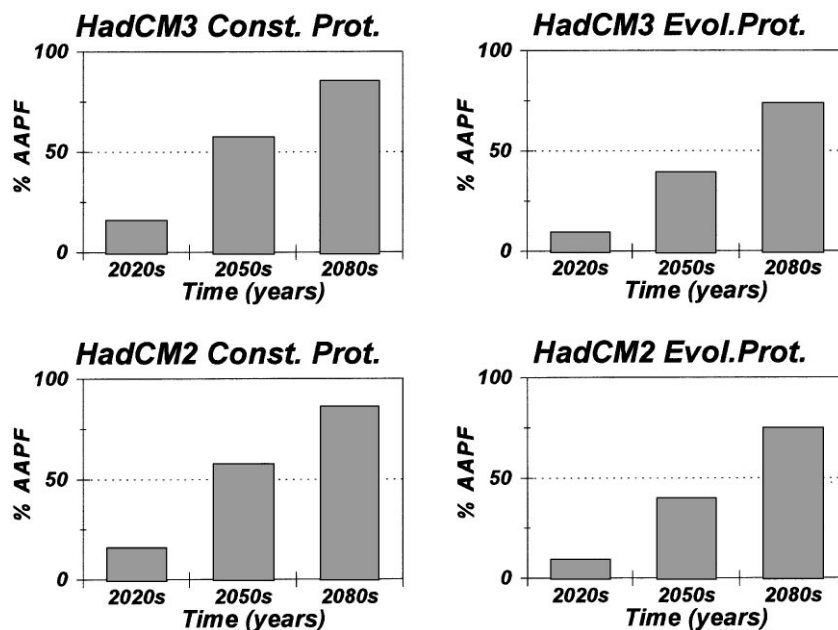 HadCM3 Const. Prot.
100
50
0
% AAPF
2020s 2050s 2080s
Time (years)
HadCM3 Evol.Prot.
100
50
0
% AAPF
2020s 2050s 2080s
Time (years)
HadCM2 Const. Prot.
100
50
0
% AAPF
2020s 2050s 2080s
Time (years)
HadCM2 Evol.Prot.
100
50
0
% AAPF
2020s 2050s 2080s
Time (years)